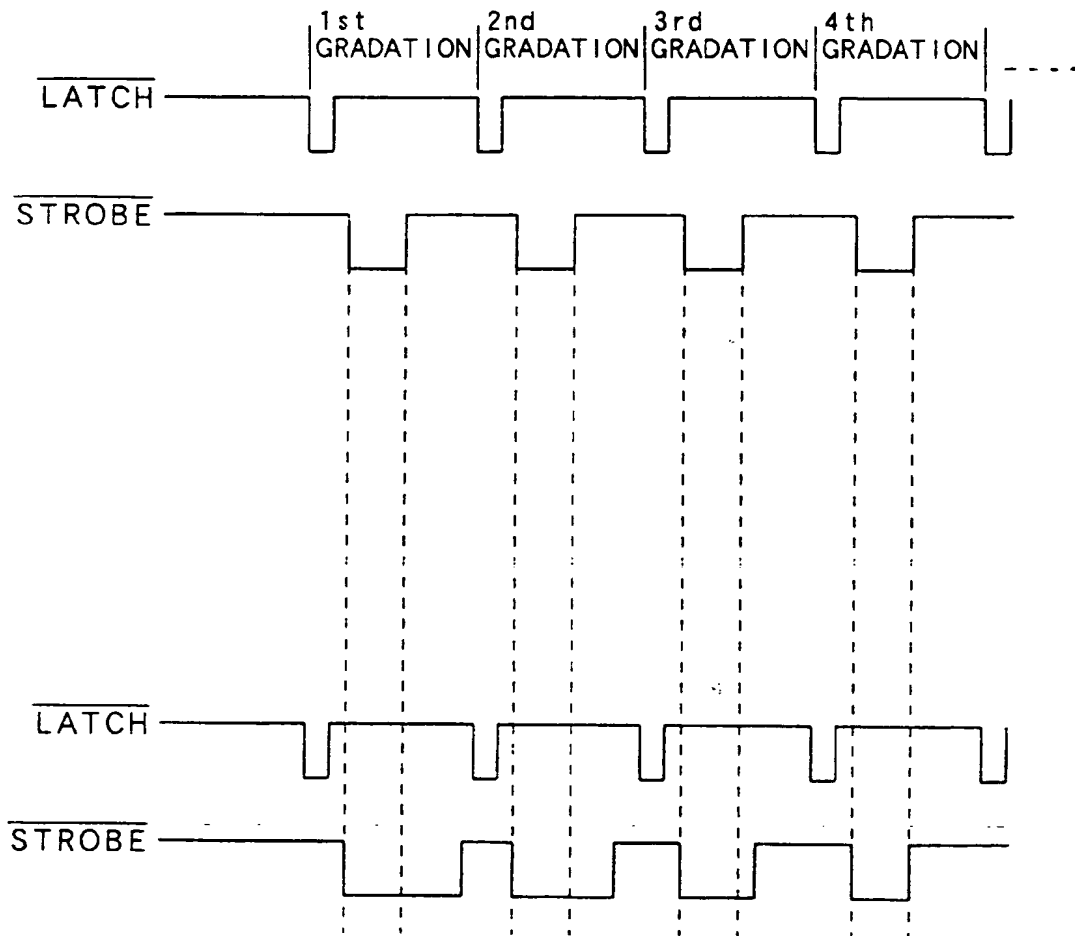 1st 2nd 3rd 4th
GRADATION GRADATION GRADATION GRADATION
LATCH
STROBE
LATCH
STROBE